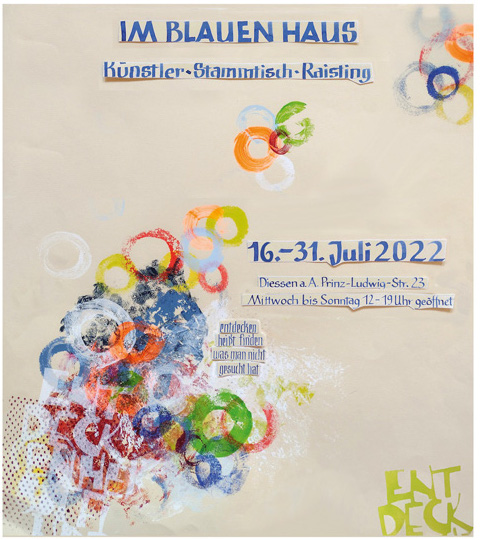 IM BLAUEN HAUS
Künstler • Stammtisch • Raisting
16.–31. Juli 2022
Diessen a. A. Prinz-Ludwig-Str. 23
Mittwoch bis Sonntag 12–19 Uhr geöffnet
entdecken
heißt finden
was man nicht
gesucht hat
ENT
DECK